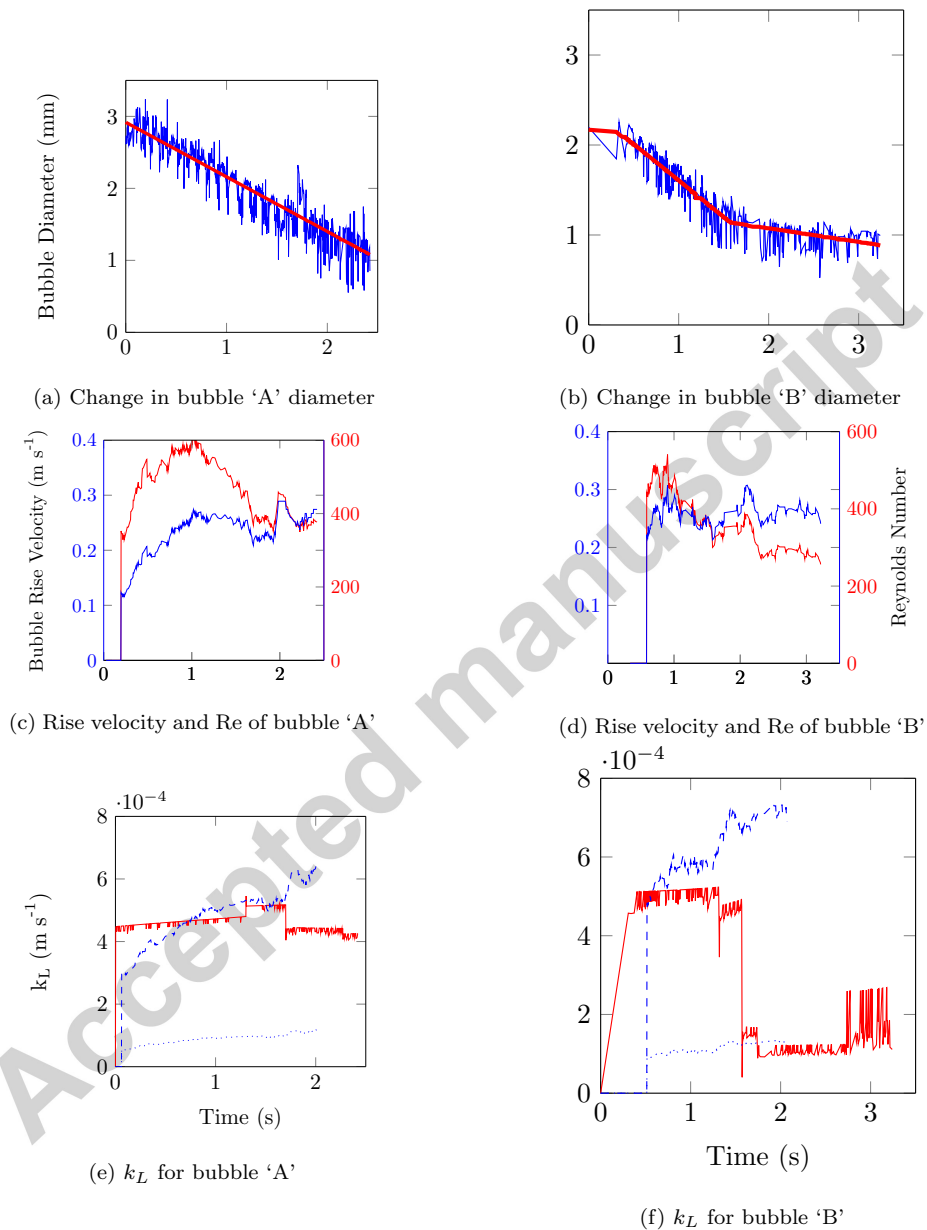 Bubble Diameter (mm)
3
2
1
0
0 1 2
(a) Change in bubble ‘A’ diameter
3
2
1
0
0 1 2 3
(b) Change in bubble ‘B’ diameter
Bubble Rise Velocity (m s⁻¹)
0.4
0.3
0.2
0.1
0
0 1 2
600
400
200
0
(c) Rise velocity and Re of bubble ‘A’
0.4
0.3
0.2
0.1
0 1 2 3
600
400
200
0
Reynolds Number
(d) Rise velocity and Re of bubble ‘B’
·10⁻⁴
k_L (m s⁻¹)
8
6
4
2
0
0 1 2
Time (s)
(e) k_L for bubble ‘A’
·10⁻⁴
8
6
4
2
0
0 1 2 3
Time (s)
(f) k_L for bubble ‘B’
Accepted manuscript